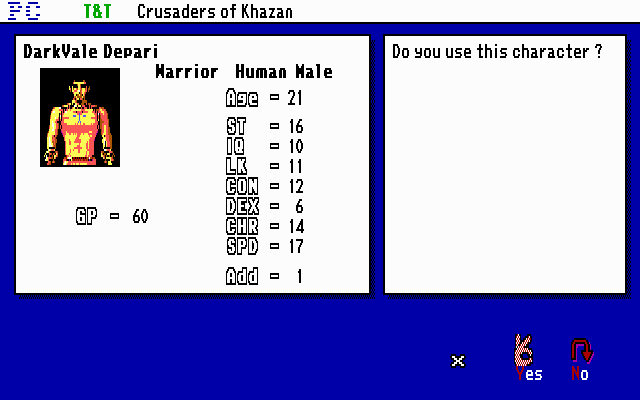 PC T&T Crusaders of Khazan
DarkVale Depari
Warrior Human Male
Age = 21
ST = 16
IQ = 10
LK = 11
CON = 12
DEX = 6
CHR = 14
SPD = 17
Add = 1
GP = 60
Do you use this character ?
x
Yes No